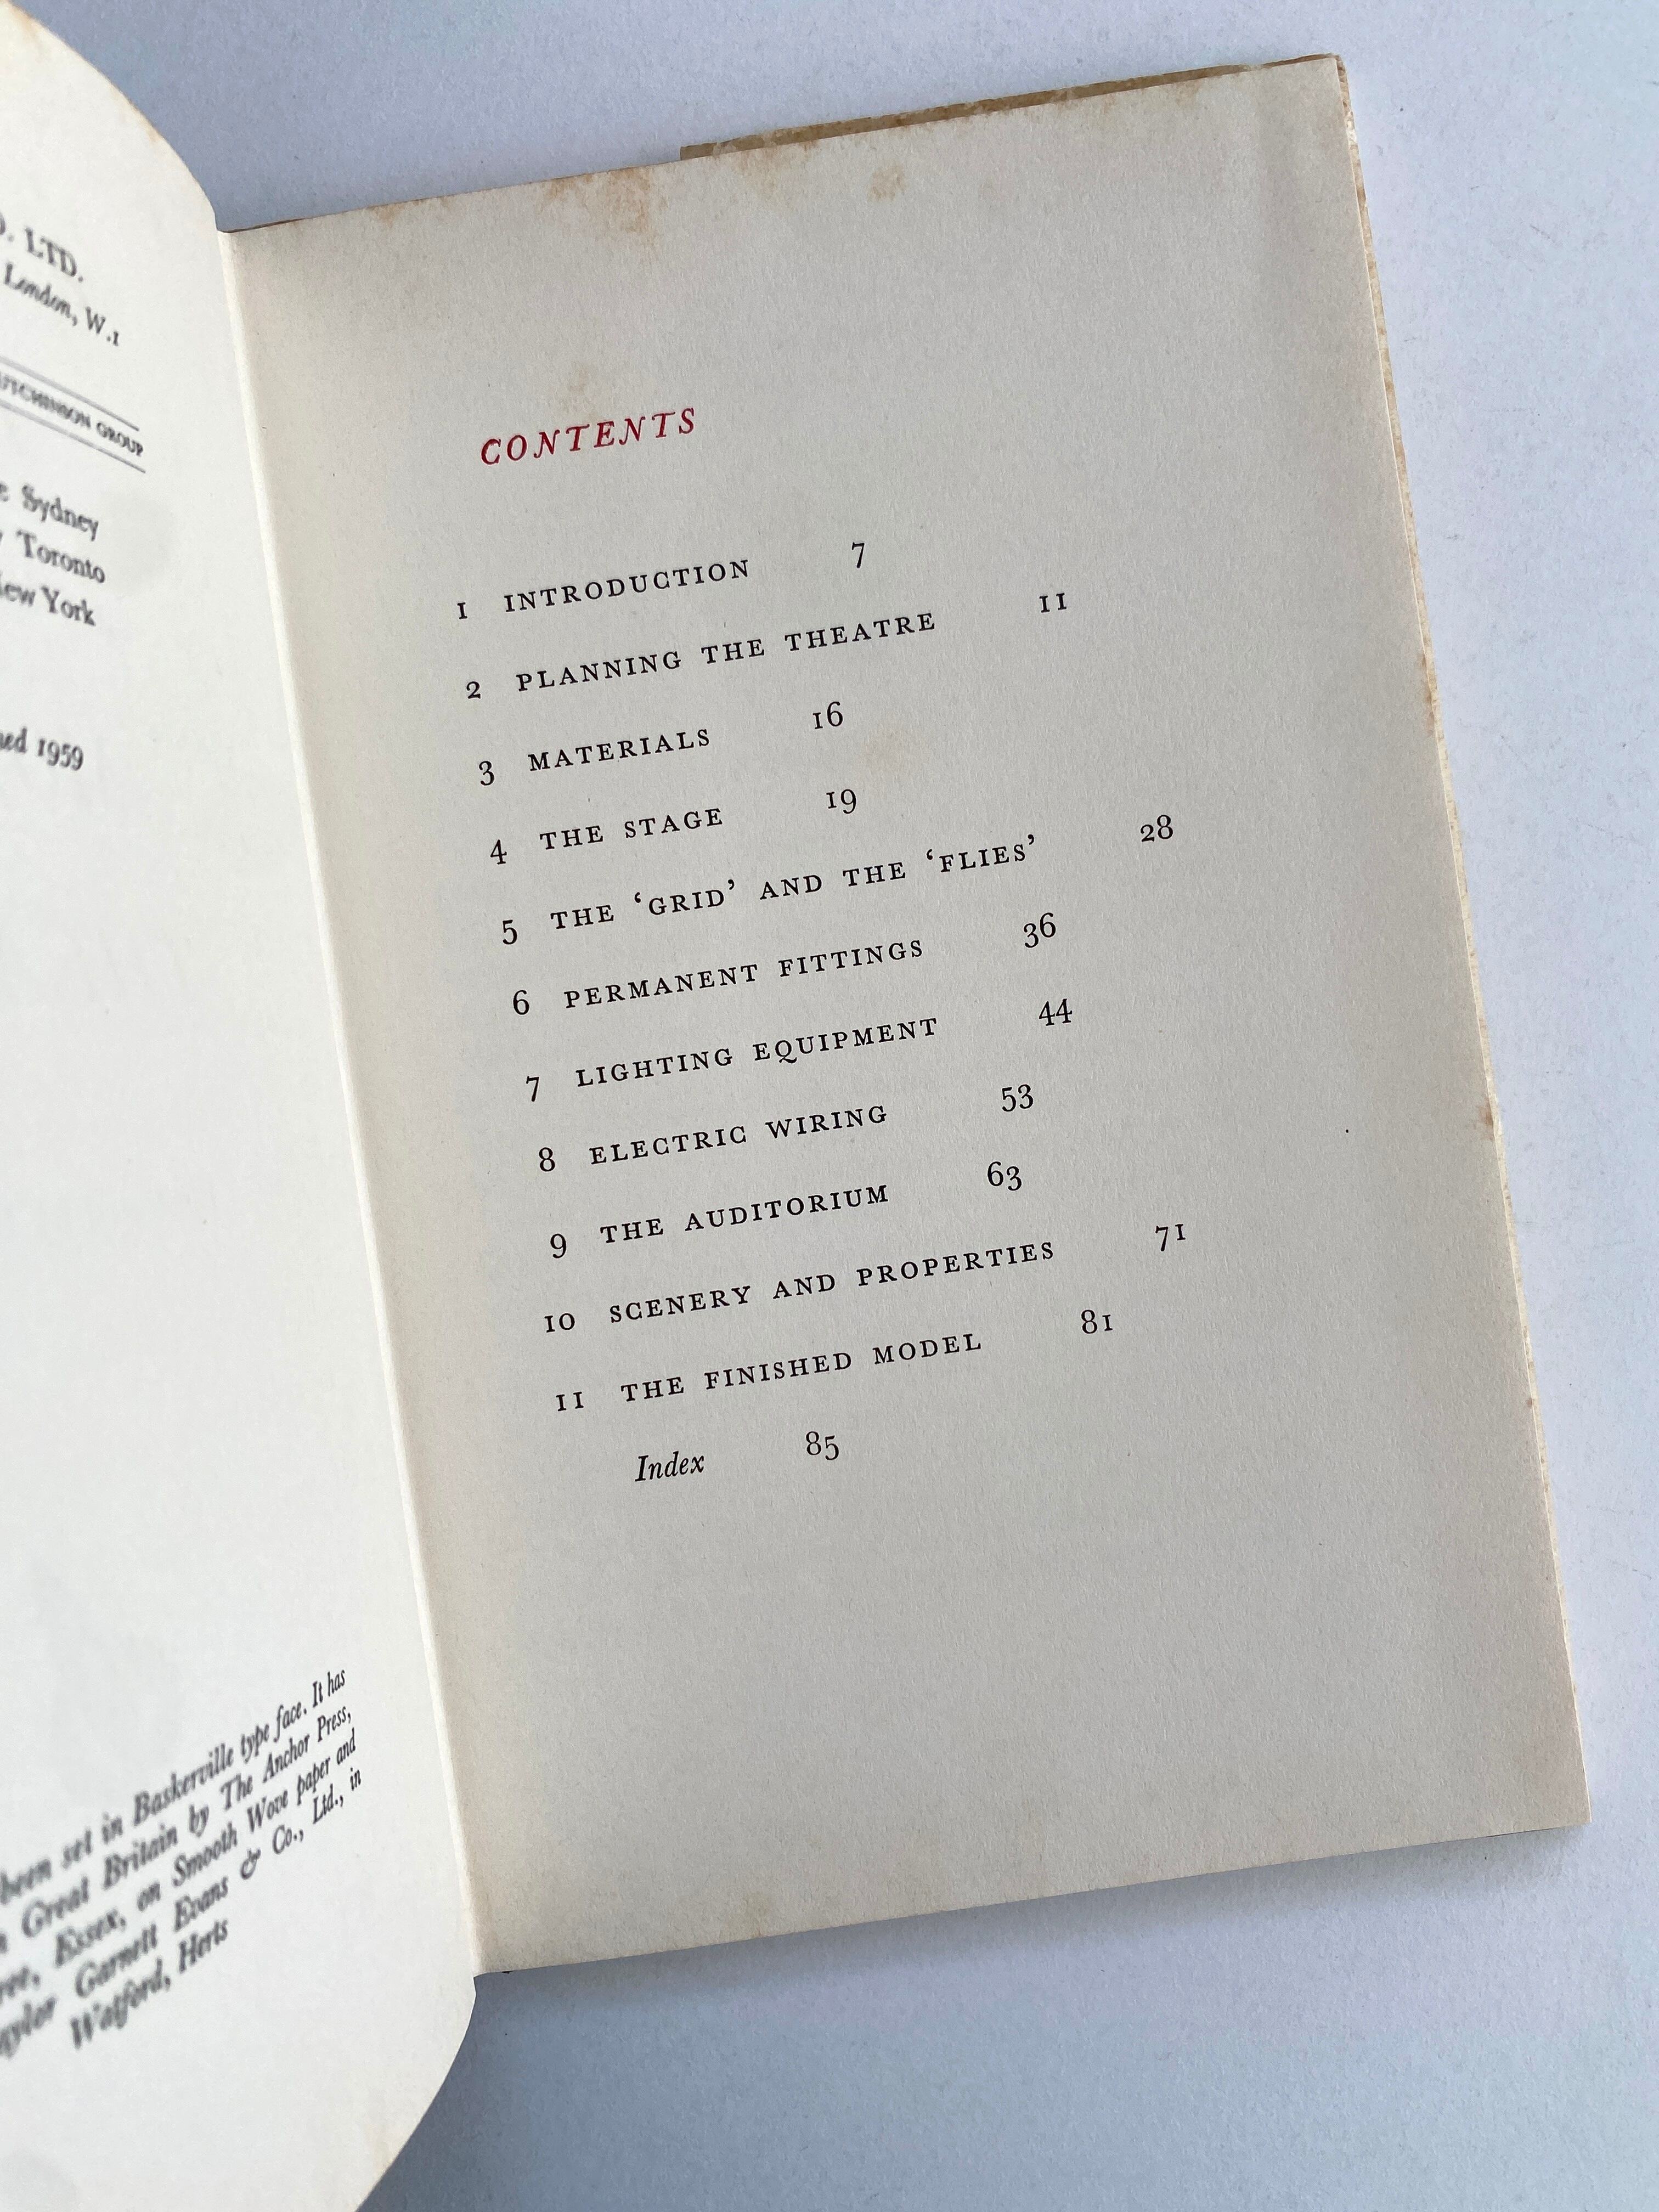 LTD.
London, W.1
GROUP
Sydney
Toronto
York
1959
been set in Baskerville type face. It has
Great Britain by The Anchor Press,
Essex, on Smooth Wove paper and
Garnett Evans & Co., Ltd., in
Watford, Herts
CONTENTS
1 INTRODUCTION 7
2 PLANNING THE THEATRE 11
3 MATERIALS 16
4 THE STAGE 19
5 THE ‘GRID’ AND THE ‘FLIES’ 28
6 PERMANENT FITTINGS 36
7 LIGHTING EQUIPMENT 44
8 ELECTRIC WIRING 53
9 THE AUDITORIUM 63
10 SCENERY AND PROPERTIES 71
11 THE FINISHED MODEL 81
Index 85